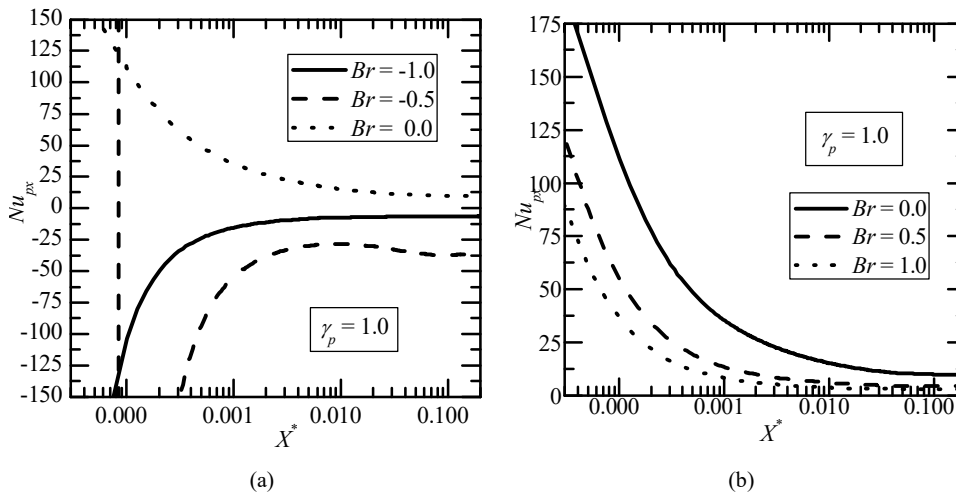 150
125
100
75
50
25
0
-25
-50
-75
-100
-125
-150
Nu_px
Br = -1.0
Br = -0.5
Br = 0.0
γ_p = 1.0
0.000 0.001 0.010 0.100
X*
(a)
175
150
125
100
75
50
25
0
Nu_px
γ_p = 1.0
Br = 0.0
Br = 0.5
Br = 1.0
0.000 0.001 0.010 0.100
X*
(b)